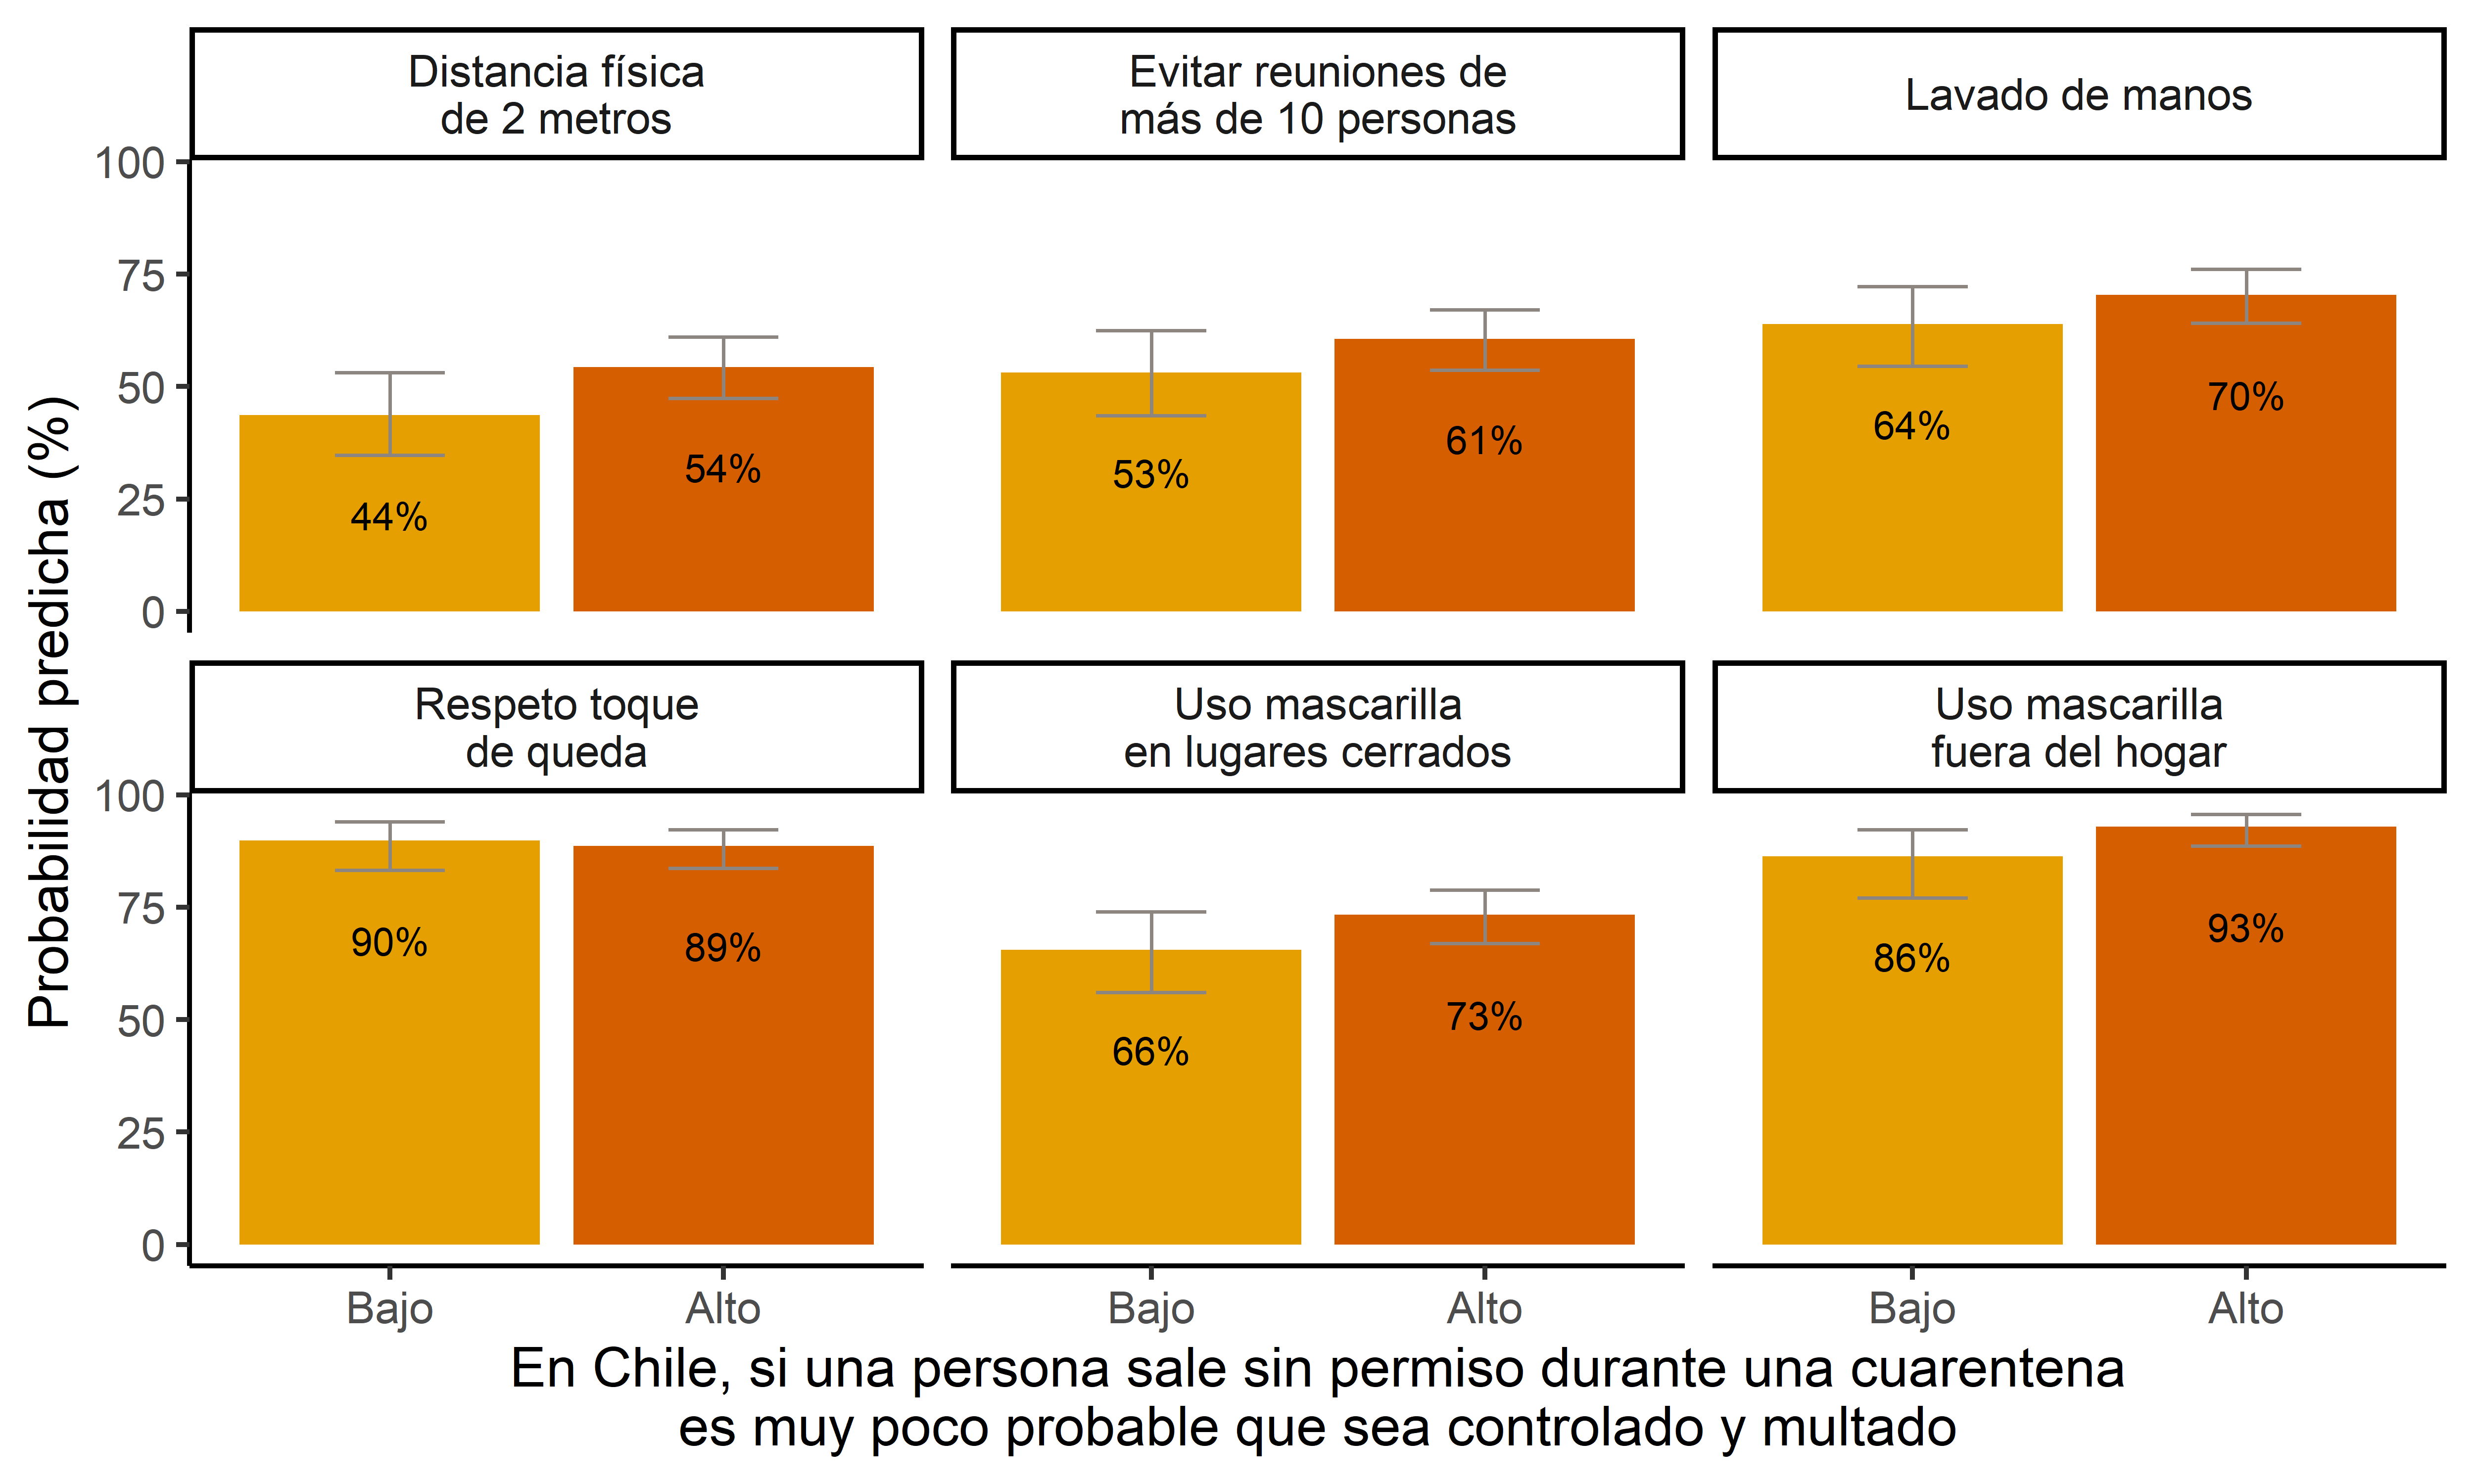 Distancia física
de 2 metros
Evitar reuniones de
más de 10 personas
Lavado de manos
Probabilidad predicha (%)
100
75
50
25
0
44%
54%
53%
61%
64%
70%
Respeto toque
de queda
Uso mascarilla
en lugares cerrados
Uso mascarilla
fuera del hogar
100
75
50
25
0
90%
89%
66%
73%
86%
93%
Bajo
Alto
Bajo
Alto
Bajo
Alto
En Chile, si una persona sale sin permiso durante una cuarentena
es muy poco probable que sea controlado y multado